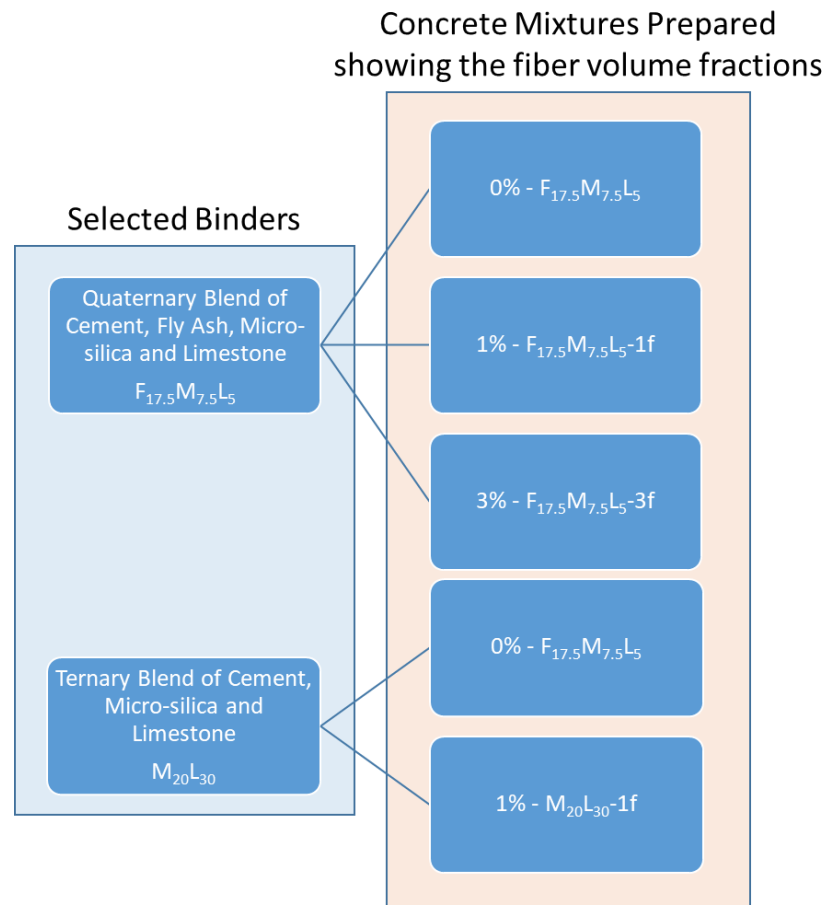 Concrete Mixtures Prepared
showing the fiber volume fractions
Selected Binders
Quaternary Blend of
Cement, Fly Ash, Micro-
silica and Limestone
F₁₇.₅M₇.₅L₅
Ternary Blend of Cement,
Micro-silica and
Limestone
M₂₀L₃₀
0% - F₁₇.₅M₇.₅L₅
1% - F₁₇.₅M₇.₅L₅-1f
3% - F₁₇.₅M₇.₅L₅-3f
0% - F₁₇.₅M₇.₅L₅
1% - M₂₀L₃₀-1f